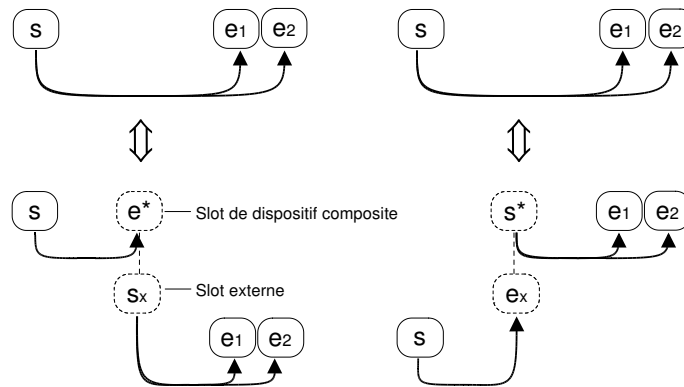 s e1 e2 s e1 e2
s e* Slot de dispositif composite s* e1 e2
sx Slot externe ex
e1 e2 s